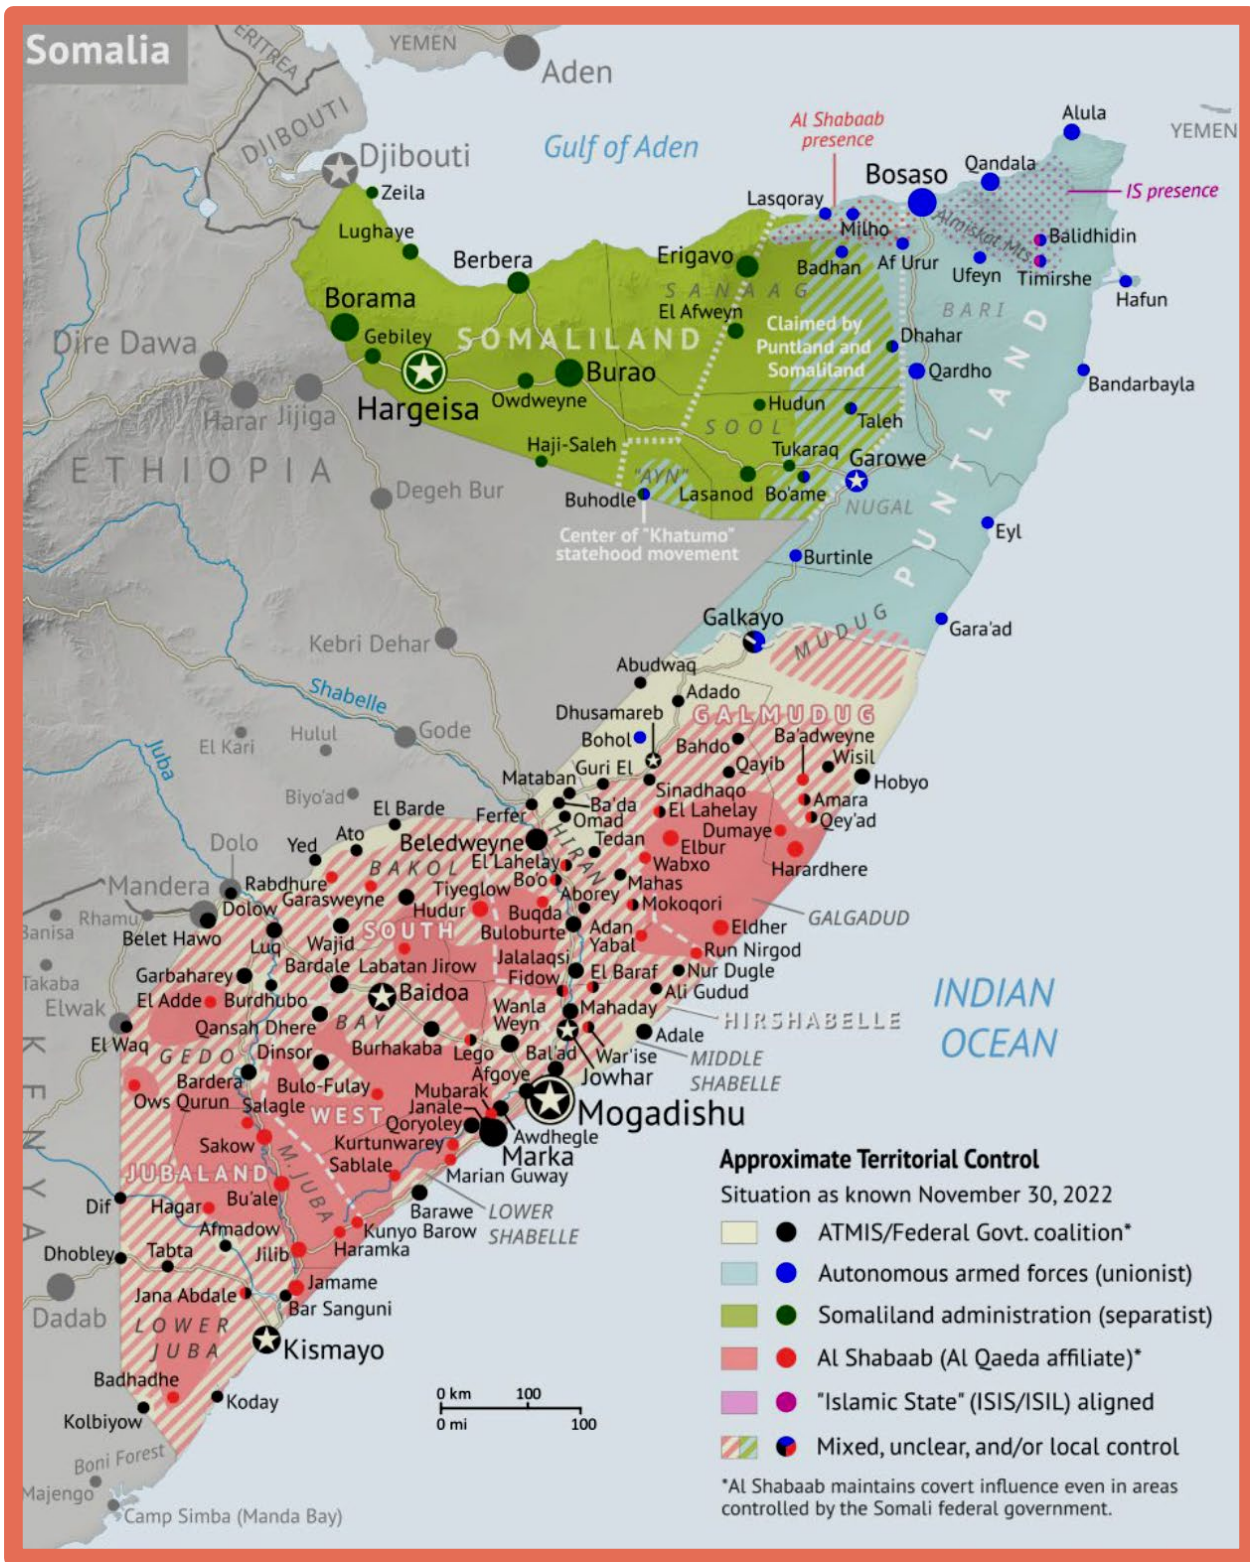 Somalia
ERITREA
YEMEN
Aden
DJIBOUTI
Djibouti
Gulf of Aden
Al Shabaab
presence
Alula
YEMEN
Qandala
Bosaso
IS presence
Zeila
Lasqoray
Milho
Almiskat Mts.
Balidhidin
Lughaye
Berbera
Erigavo
Badhan
Af Urur
Ufeyn
Timirshe
Hafun
SANAAG
Borama
El Afweyn
BARI
Gebiley
SOMALILAND
Claimed by
Puntland and
Somaliland
Dhahar
Dire Dawa
Burao
Qardho
Bandarbayla
Harar
Jijiga
Hargeisa
Owdweyne
Hudun
Taleh
SOOL
PUNTLAND
Haji-Saleh
Tukaraq
Garowe
ETHIOPIA
Degeh Bur
"AYN"
Buhodle
Lasanod
Bo'ame
NUGAL
Center of "Khatumo"
statehood movement
Eyl
Burtinle
Galkayo
MUDUG
Gara'ad
Kebri Dehar
Shabelle
Abudwaq
Adado
Dhusamareb
GALMUDUG
Juba
El Kari
Hulul
Gode
Bohol
Bahdo
Ba'adweyne
Wisil
Guri El
Qayib
Hobyo
Mataban
Sinadhaqo
Biyo'ad
El Barde
Ferfer
Ba'da
El Lahelay
Amara
Omad
Qey'ad
Dolo
Yed
Ato
Beledweyne
HIRAN
Tedan
Dumaye
Elbur
BAKOL
El Lahelay
Wabxo
Harardhere
Mandera
Rabdhure
Garasweyne
Tiyeglow
Bo'o
Mahas
Rhamu
Dolow
Hudur
Buqda
Aborey
Mokoqori
GALGADUD
Banisa
Belet Hawo
Luq
Wajid
SOUTH
Buloburte
Adan
Yabal
Eldher
Run Nirgod
Takaba
Garbaharey
Bardale
Labatan Jirow
Jalalaqsi
Fidow
El Baraf
Nur Dugle
Ali Gudud
INDIAN
OCEAN
El Adde
Burdhubo
Baidoa
Elwak
Qansah Dhere
BAY
Wanla
Weyn
Mahaday
HIRSHABELLE
El Waq
GEDO
Dinsor
Burhakaba
Lego
Bal'ad
War'ise
Adale
MIDDLE
SHABELLE
KENYA
Bardera
Bulo-Fulay
Afgoye
Jowhar
Ows Qurun
Salagle
WEST
Mubarak
Janale
Mogadishu
Qoryoley
Awdhegle
Sakow
Kurtunwarey
Marka
JUBALAND
M. JUBA
Sablale
Marian Guway
Dif
Hagar
Bu'ale
Barawe
LOWER
SHABELLE
Afmadow
Kunyo Barow
Dhobley
Tabta
Jilib
Haramka
Dadab
Jana Abdale
Jamame
Bar Sanguni
LOWER
JUBA
Kismayo
Badhadhe
Kolbiyow
Koday
Boni Forest
Majengo
Camp Simba (Manda Bay)
0 km 100
0 mi 100
Approximate Territorial Control
Situation as known November 30, 2022
ATMIS/Federal Govt. coalition*
Autonomous armed forces (unionist)
Somaliland administration (separatist)
Al Shabaab (Al Qaeda affiliate)*
"Islamic State" (ISIS/ISIL) aligned
Mixed, unclear, and/or local control
*Al Shabaab maintains covert influence even in areas
controlled by the Somali federal government.